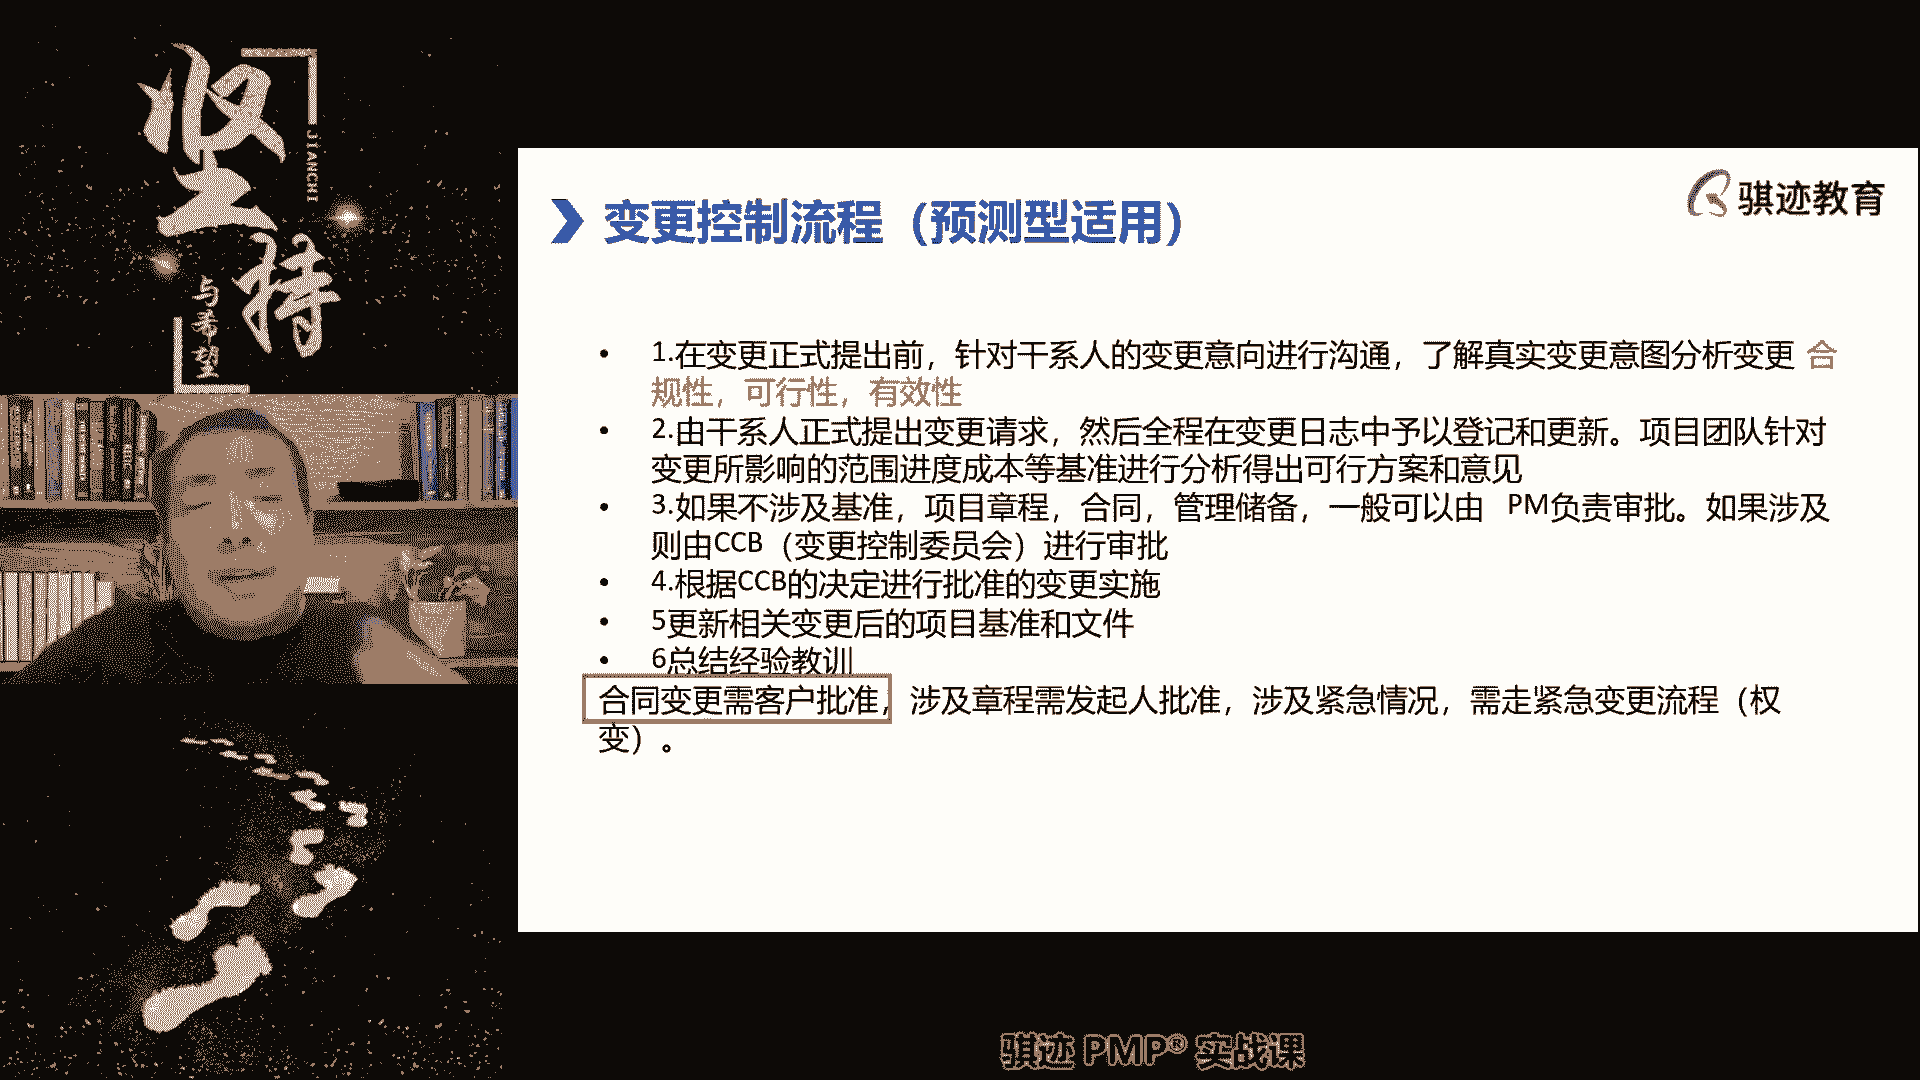 坚持
JIANCHI
与希望
骐迹教育
变更控制流程（预测型适用）
• 1.在变更正式提出前，针对干系人的变更意向进行沟通，了解真实变更意图分析变更 合
规性，可行性，有效性
• 2.由干系人正式提出变更请求，然后全程在变更日志中予以登记和更新。项目团队针对
变更所影响的范围进度成本等基准进行分析得出可行方案和意见
• 3.如果不涉及基准，项目章程，合同，管理储备，一般可以由 PM负责审批。如果涉及
则由CCB（变更控制委员会）进行审批
• 4.根据CCB的决定进行批准的变更实施
• 5更新相关变更后的项目基准和文件
• 6总结经验教训
合同变更需客户批准，涉及章程需发起人批准，涉及紧急情况，需走紧急变更流程（权
变）。
骐迹 PMP® 实战课